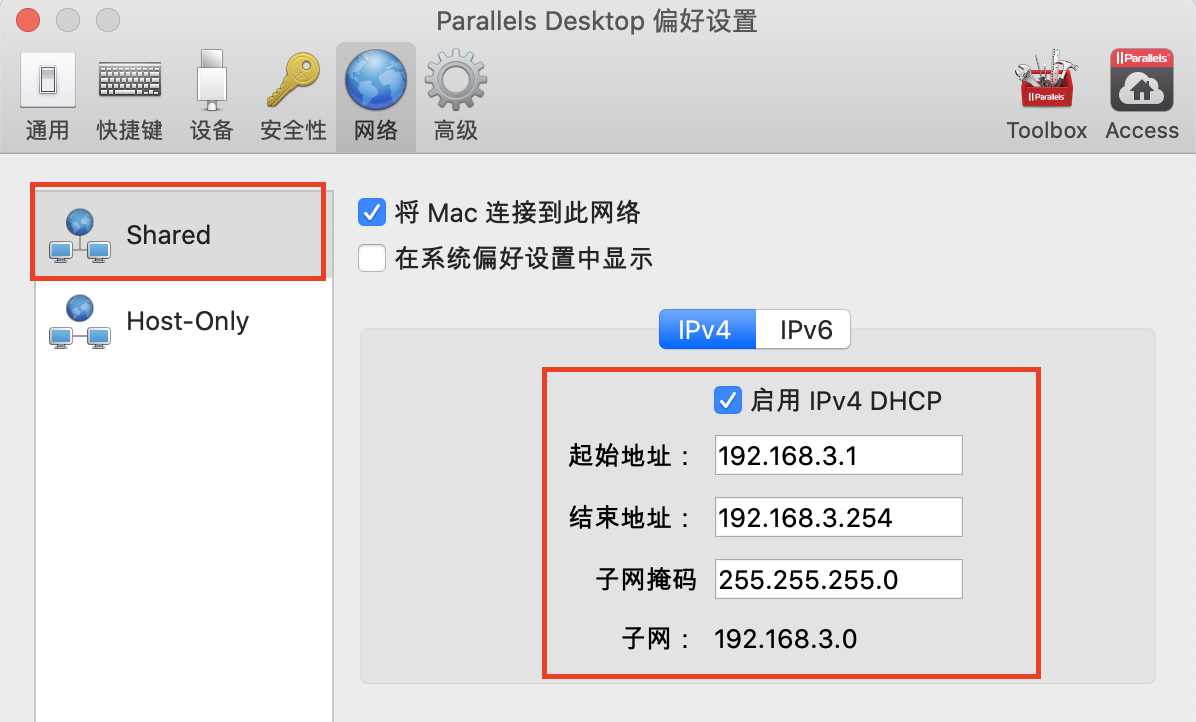 Parallels Desktop 偏好设置
通用 快捷键 设备 安全性 网络 高级 Toolbox Access
Parallels
Parallels
Shared
Host-Only
将 Mac 连接到此网络
在系统偏好设置中显示
IPv4 IPv6
启用 IPv4 DHCP
起始地址： 192.168.3.1
结束地址： 192.168.3.254
子网掩码 255.255.255.0
子网： 192.168.3.0